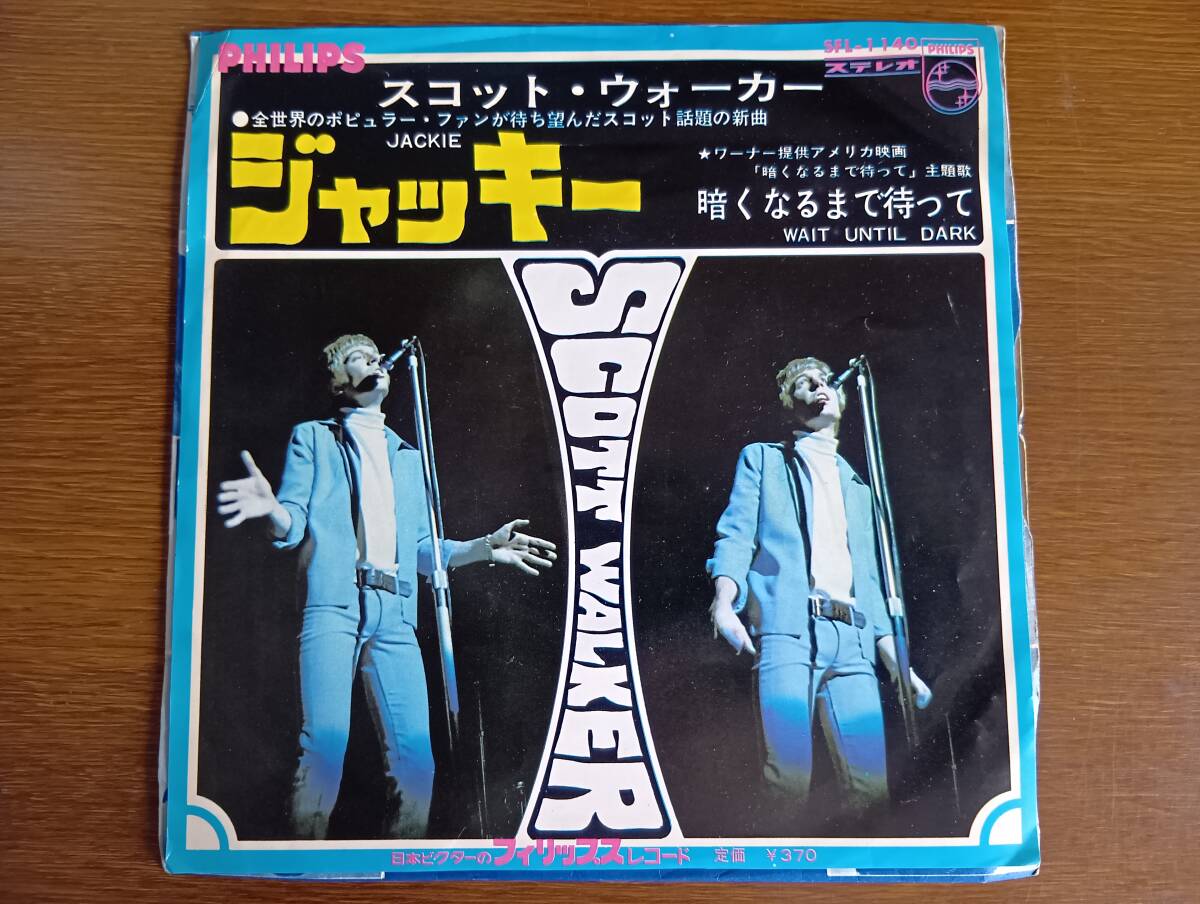 PHILIPS
SFL-1140
ステレオ
PHILIPS
スコット・ウォーカー
●全世界のポピュラー・ファンが待ち望んだスコット話題の新曲
JACKIE
ジャッキー
★ワーナー提供アメリカ映画
「暗くなるまで待って」主題歌
暗くなるまで待って
WAIT UNTIL DARK
SCOTT WALKER
日本ビクターのフィリップスレコード 定価 ¥370